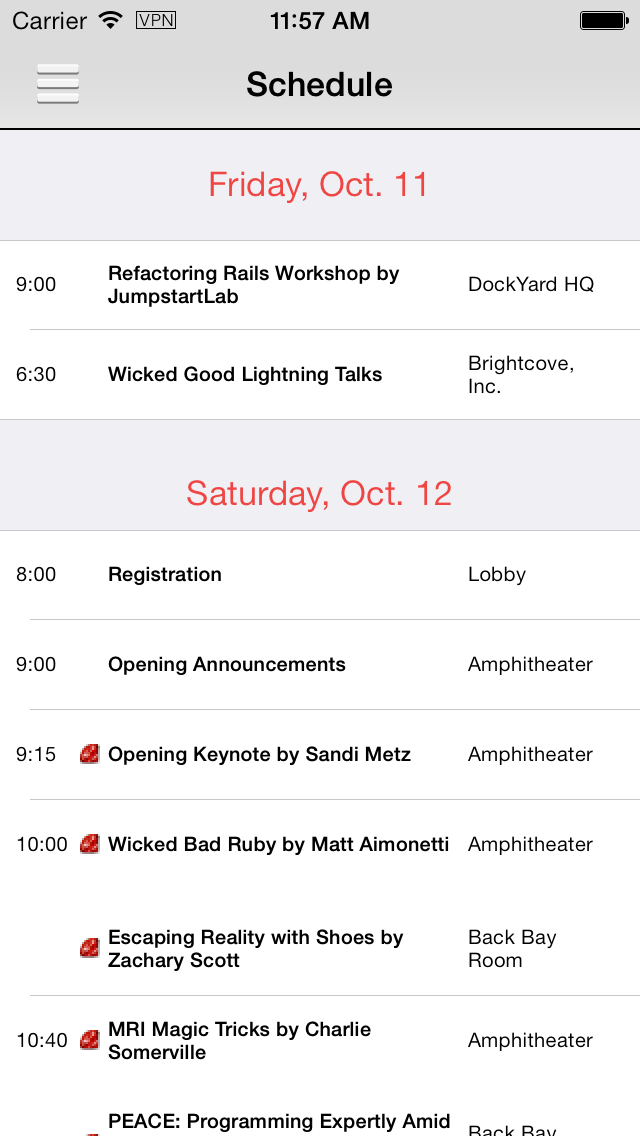 Carrier VPN 11:57 AM
Schedule
Friday, Oct. 11
9:00 Refactoring Rails Workshop by JumpstartLab DockYard HQ
6:30 Wicked Good Lightning Talks Brightcove, Inc.
Saturday, Oct. 12
8:00 Registration Lobby
9:00 Opening Announcements Amphitheater
9:15 Opening Keynote by Sandi Metz Amphitheater
10:00 Wicked Bad Ruby by Matt Aimonetti Amphitheater
Escaping Reality with Shoes by Zachary Scott Back Bay Room
10:40 MRI Magic Tricks by Charlie Somerville Amphitheater
PEACE: Programming Expertly Amid Back Bay